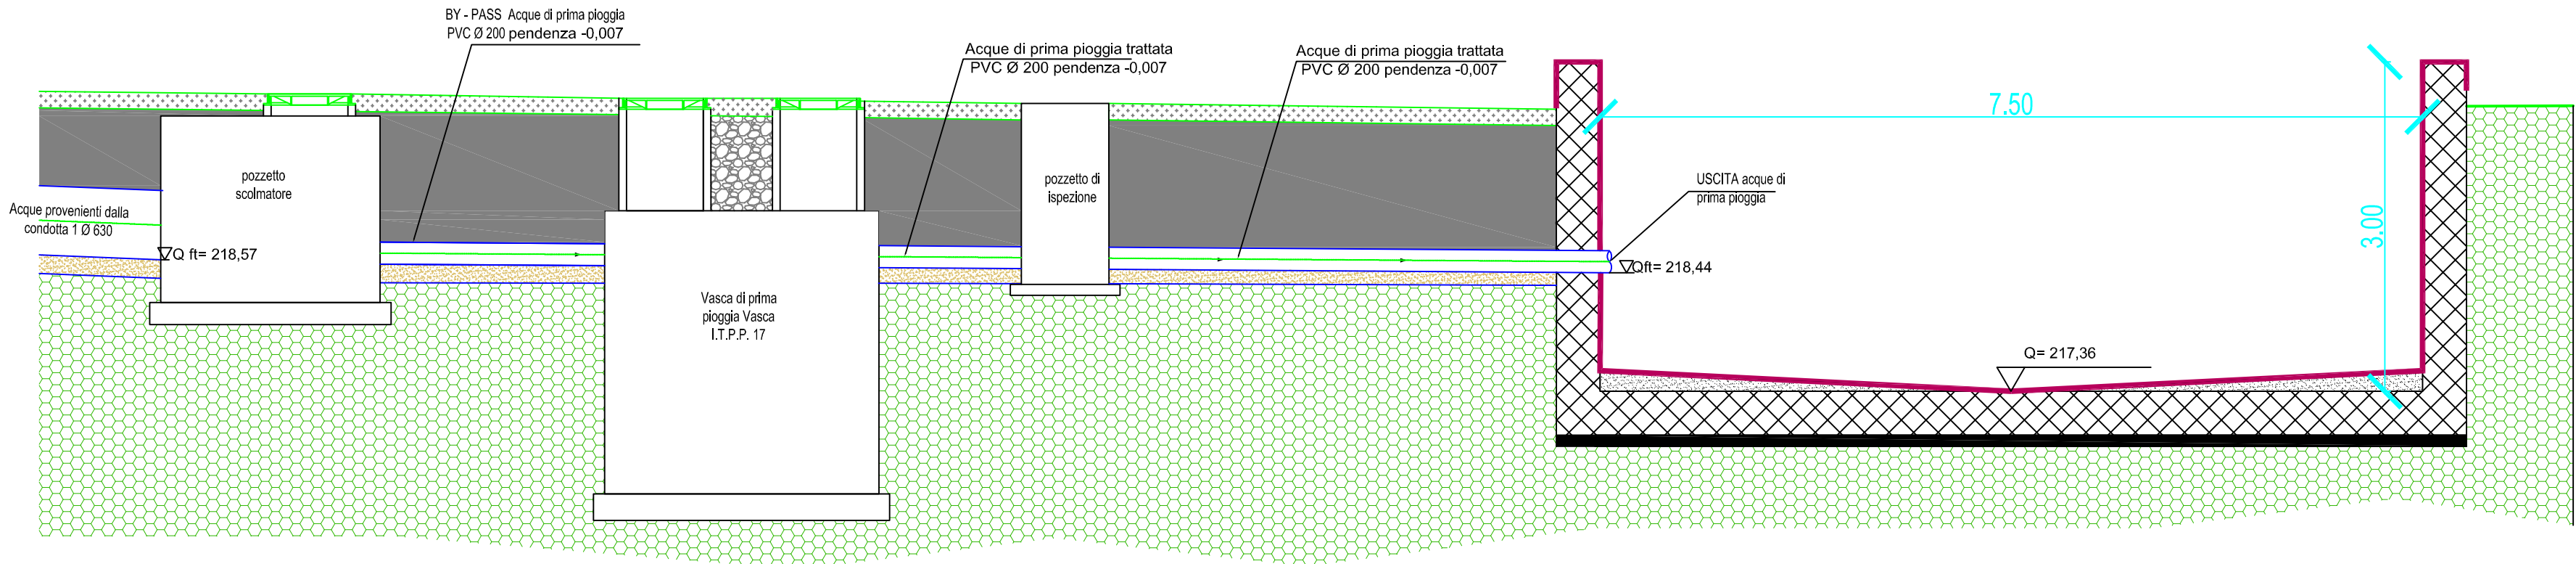 BY - PASS Acque di prima pioggia
PVC Ø 200 pendenza -0,007
Acque di prima pioggia trattata
PVC Ø 200 pendenza -0,007
Acque di prima pioggia trattata
PVC Ø 200 pendenza -0,007
7,50
3.00
pozzetto
scolmatore
Acque provenienti dalla
condotta 1 Ø 630
Q ft= 218,57
pozzetto di
ispezione
USCITA acque di
prima pioggia
Qft= 218,44
Vasca di prima
pioggia Vasca
I.T.P.P. 17
Q= 217,36